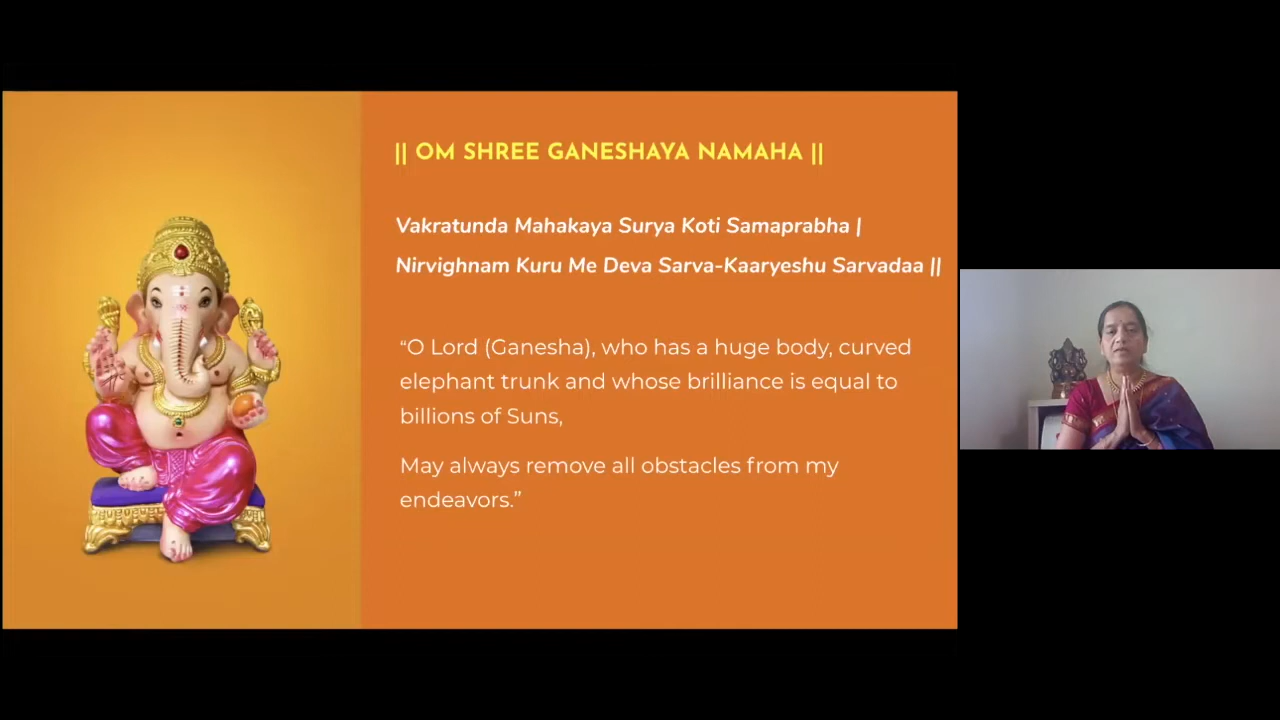 || OM SHREE GANESHAYA NAMAHA ||
Vakratunda Mahakaya Surya Koti Samaprabha |
Nirvighnam Kuru Me Deva Sarva-Kaaryeshu Sarvadaa ||
“O Lord (Ganesha), who has a huge body, curved
elephant trunk and whose brilliance is equal to
billions of Suns,
May always remove all obstacles from my
endeavors.”